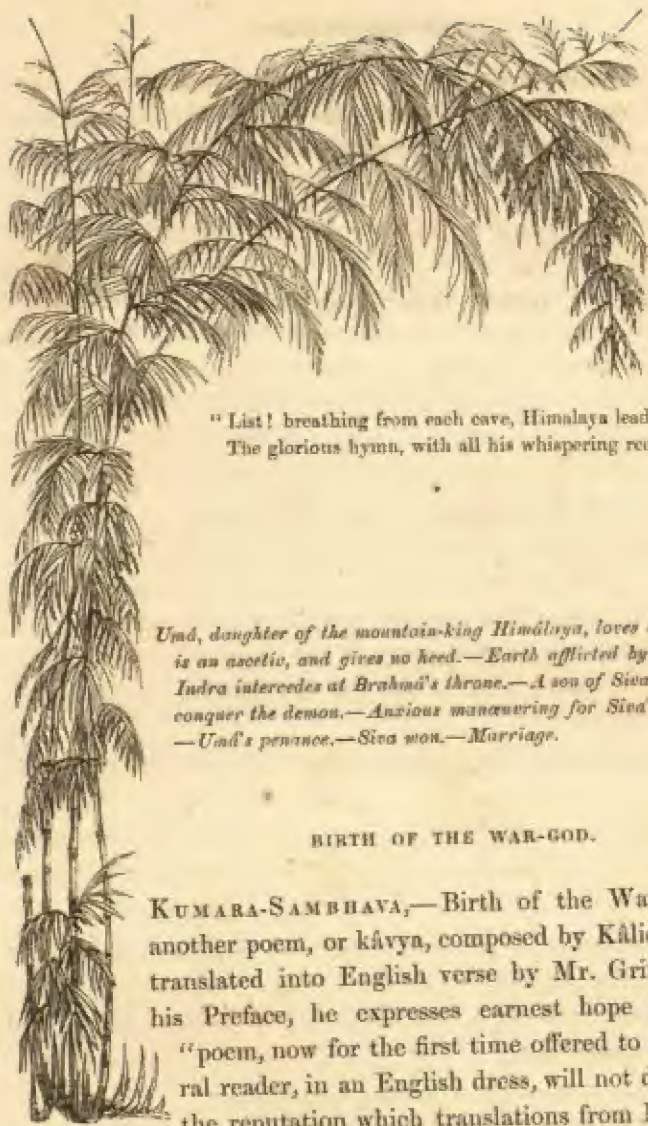 " List! breathing from each cave, Himalaya lead
The glorious hymn, with all his whispering re
Umá, daughter of the mountain-king Himálaya, loves
is an ascetic, and gives no heed.—Earth afflicted by
Indra intercedes at Brahmá's throne.—A son of Siva
conquer the demon.—Anxious manœuvring for Siva'
—Umá's penance.—Siva won.—Marriage.
BIRTH OF THE WAR-GOD.
KUMARA-SAMBHAVA,—Birth of the Wa
another poem, or kâvya, composed by Kâli
translated into English verse by Mr. Gri
his Preface, he expresses earnest hope
"poem, now for the first time offered to
ral reader, in an English dress, will not
the reputation which translations from